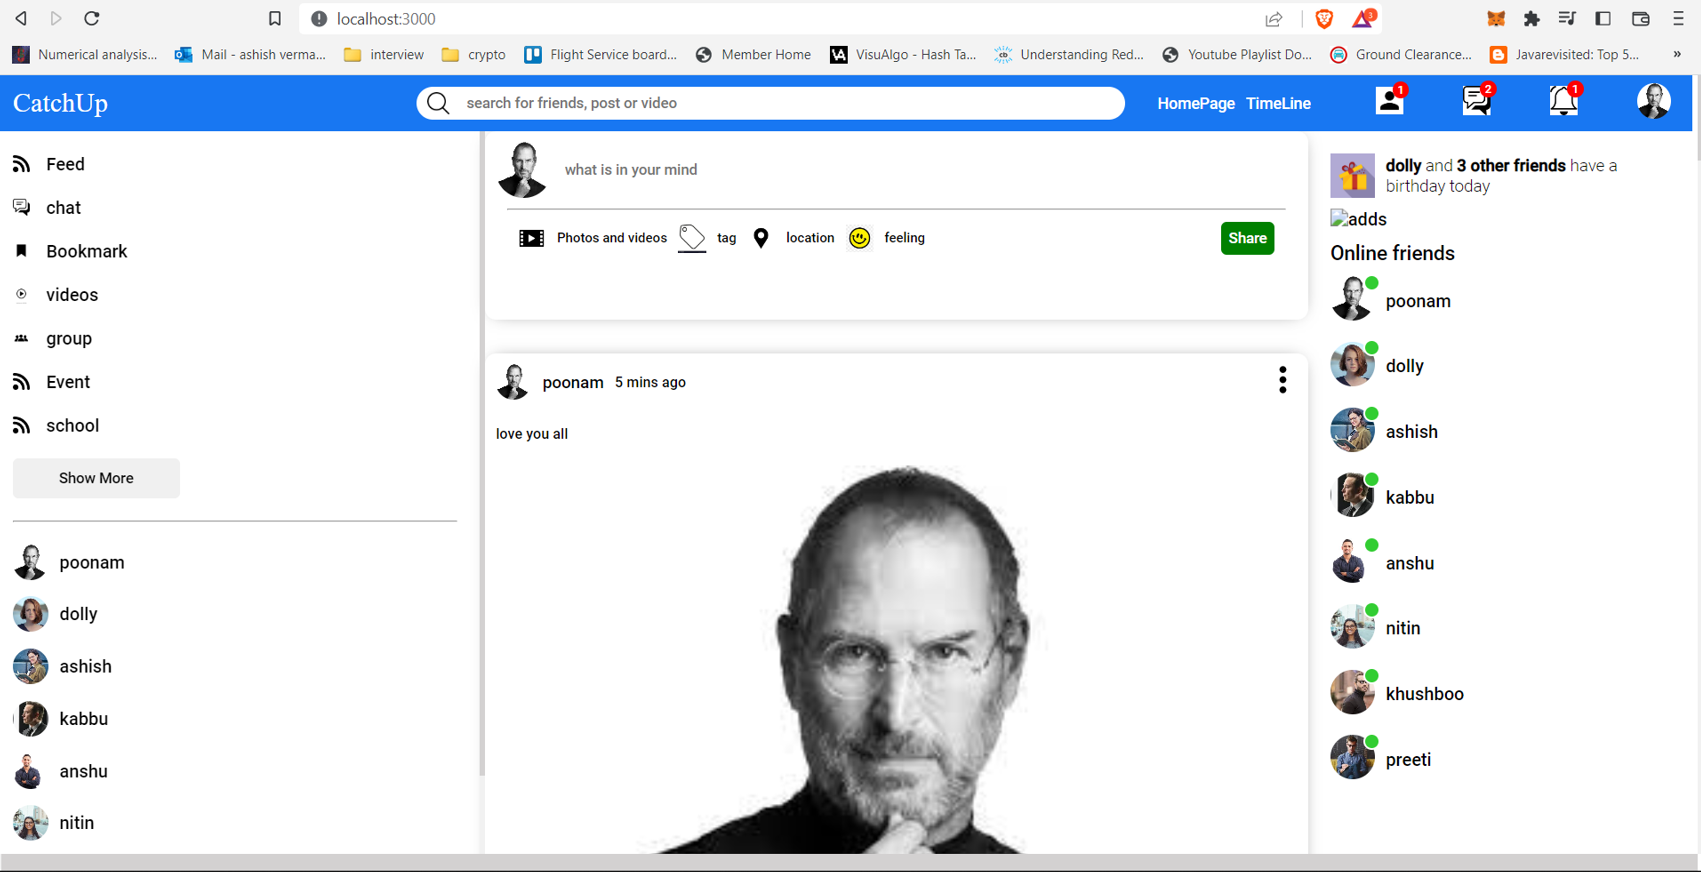 localhost:3000
3
Numerical analysis...
Mail - ashish verma...
interview
crypto
Flight Service board...
Member Home
VisuAlgo - Hash Ta...
Understanding Red...
Youtube Playlist Do...
Ground Clearance...
Javarevisited: Top 5...
»
CatchUp
search for friends, post or video
HomePage
TimeLine
1
2
1
Feed
chat
Bookmark
videos
group
Event
school
Show More
poonam
dolly
ashish
kabbu
anshu
nitin
what is in your mind
Photos and videos
tag
location
feeling
Share
poonam 5 mins ago
love you all
dolly and 3 other friends have a
birthday today
adds
Online friends
poonam
dolly
ashish
kabbu
anshu
nitin
khushboo
preeti